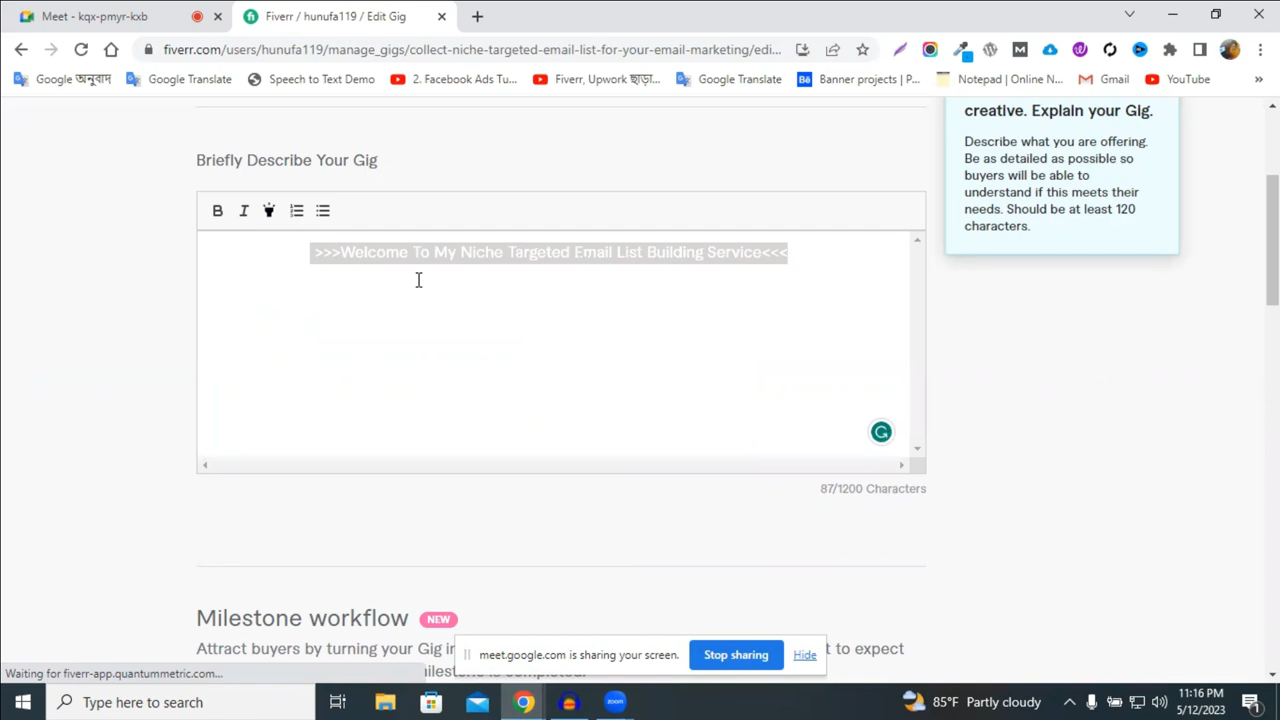 Meet - kqx-pmyr-kxb
Fiverr / hunufa119 / Edit Gig
fiverr.com/users/hunufa119/manage_gigs/collect-niche-targeted-email-list-for-your-email-marketing/edi...
Google অনুবাদ
Google Translate
Speech to Text Demo
2. Facebook Ads Tu...
Fiverr, Upwork ছাড়া...
Google Translate
Banner projects | P...
Notepad | Online N...
Gmail
YouTube
»
creative. Explain your Gig.
Describe what you are offering.
Be as detailed as possible so
buyers will be able to
understand if this meets their
needs. Should be at least 120
characters.
Briefly Describe Your Gig
B I
>>>Welcome To My Niche Targeted Email List Building Service<<<
87/1200 Characters
Milestone workflow NEW
Attract buyers by turning your Gig in
t to expect
milestone is completed.
meet.google.com is sharing your screen.
Stop sharing
Hide
Waiting for fiverr-app.quantummetric.com...
Type here to search
zoom
85°F Partly cloudy
11:16 PM
5/12/2023
1